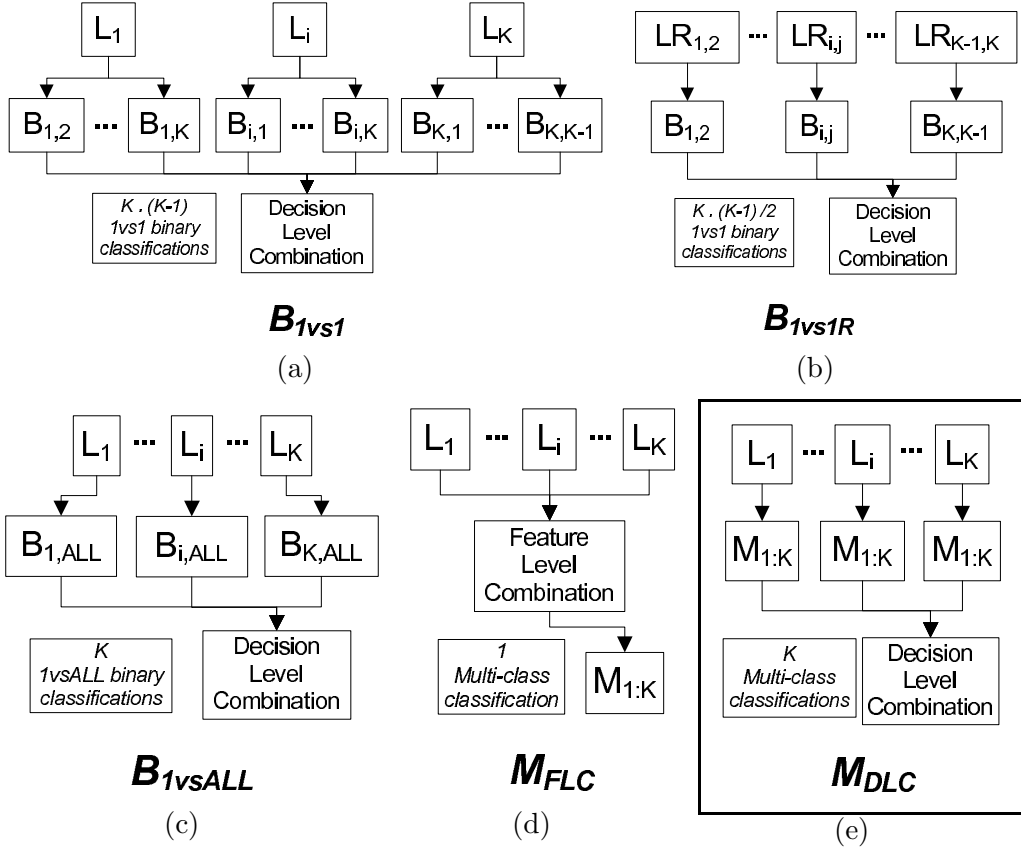 L1 Li LK
B1,2 ... B1,K Bi,1 ... Bi,K BK,1 ... BK,K-1
K . (K-1)
1vs1 binary
classifications
Decision
Level
Combination
B1vs1
(a)
LR1,2 ... LRi,j ... LRK-1,K
B1,2 Bi,j BK,K-1
K . (K-1) /2
1vs1 binary
classifications
Decision
Level
Combination
B1vs1R
(b)
L1 ... Li ... LK
B1,ALL Bi,ALL BK,ALL
K
1vsALL binary
classifications
Decision
Level
Combination
B1vsALL
(c)
L1 ... Li ... LK
Feature
Level
Combination
1
Multi-class
classification
M1:K
MFLC
(d)
L1 ... Li ... LK
M1:K M1:K M1:K
K
Multi-class
classifications
Decision
Level
Combination
MDLC
(e)